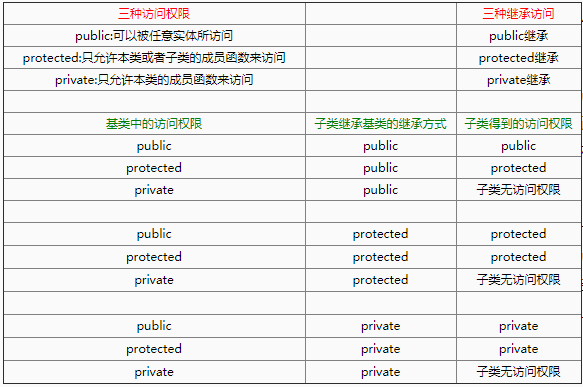 三种访问权限 三种继承访问
public:可以被任意实体所访问 public继承
protected:只允许本类或者子类的成员函数来访问 protected继承
private:只允许本类的成员函数来访问 private继承
基类中的访问权限 子类继承基类的继承方式 子类得到的访问权限
public public public
protected public protected
private public 子类无访问权限
public protected protected
protected protected protected
private protected 子类无访问权限
public private private
protected private private
private private 子类无访问权限